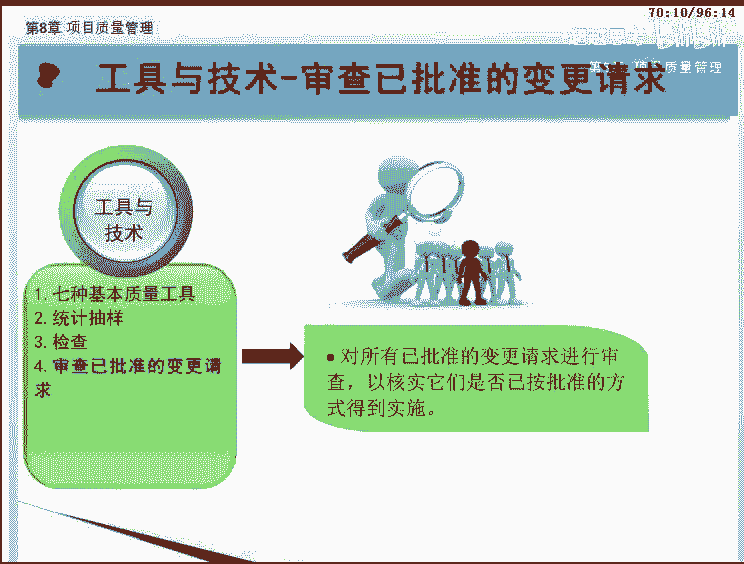 70:10/96:14
第8章 项目质量管理
工具与技术-审查已批准的变更请求
项目质量管理
工具与
技术
1. 七种基本质量工具
2. 统计抽样
3. 检查
4. 审查已批准的变更请
求
●对所有已批准的变更请求进行审
查，以核实它们是否已按批准的方
式得到实施。